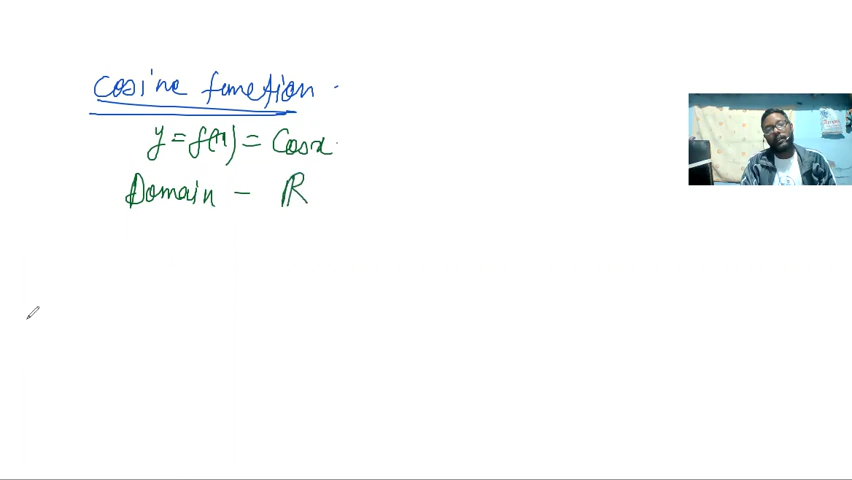 Cosine function
y = f(x) = Cosx
Domain - ℝ